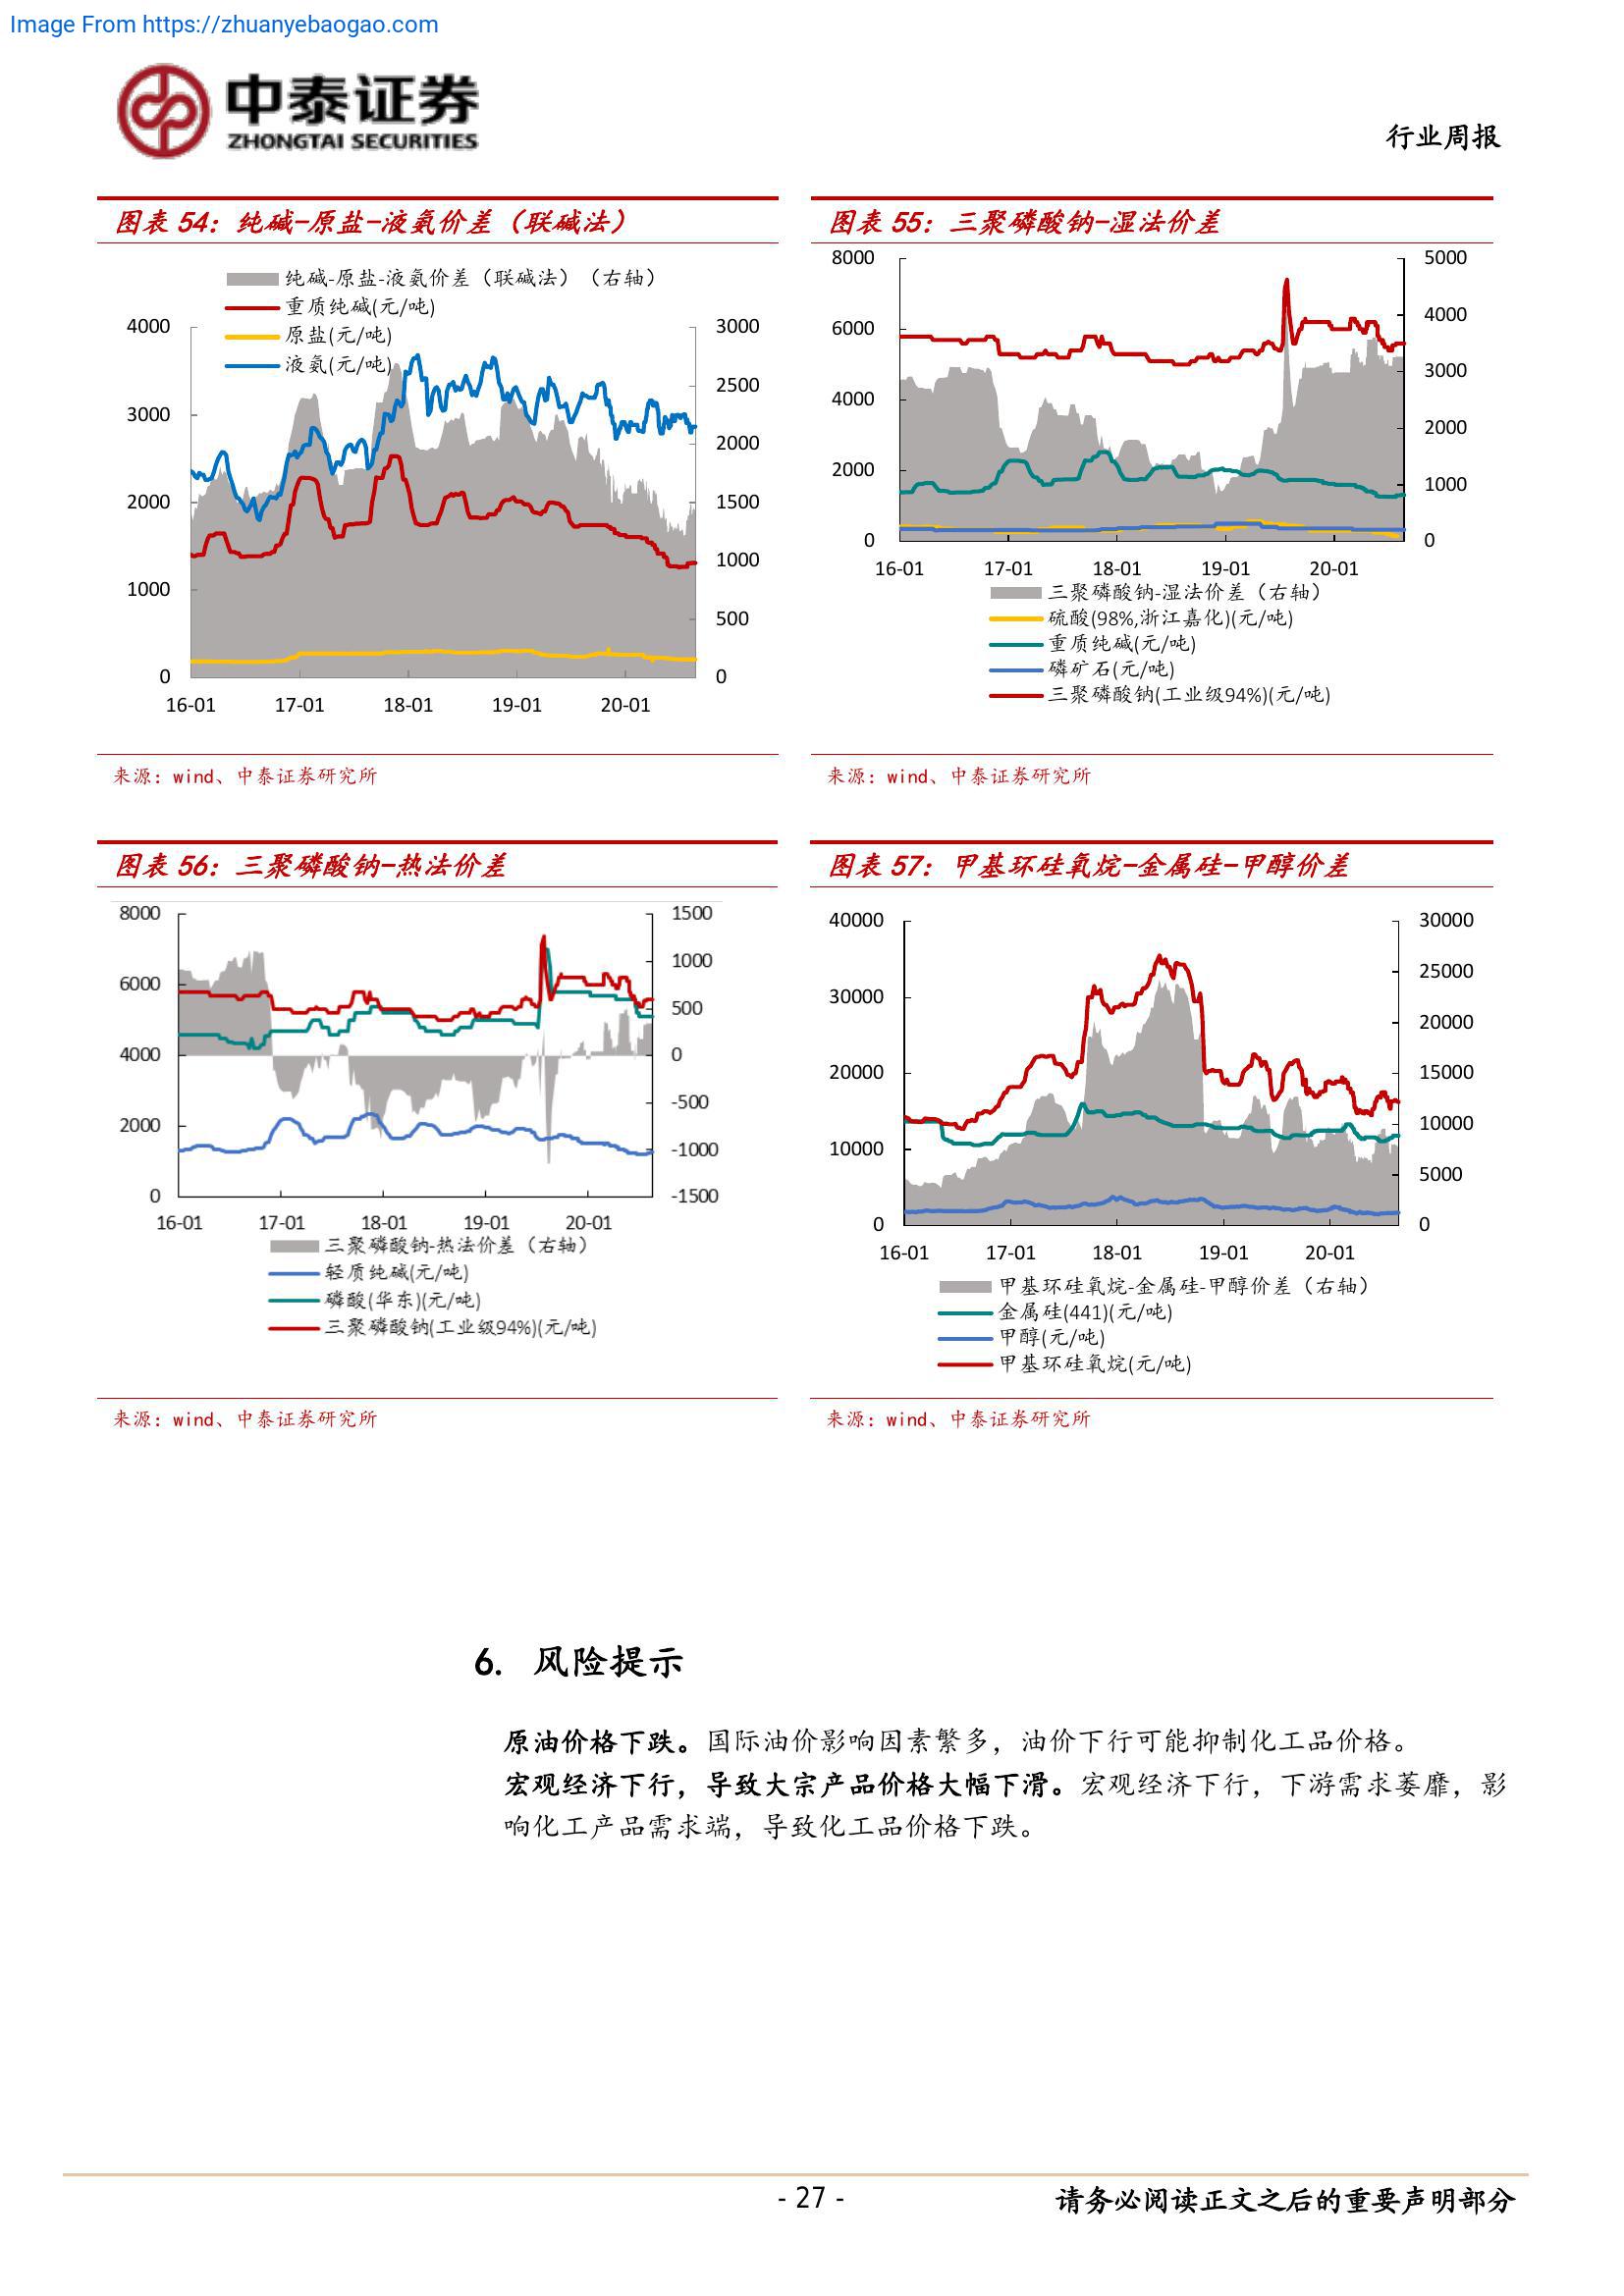 Image From https://zhuanyebaogao.com
中泰证券
ZHONGTAI SECURITIES
行业周报
图表 54：纯碱-原盐-液氨价差（联碱法）
纯碱-原盐-液氨价差（联碱法）（右轴）
重质纯碱(元/吨)
原盐(元/吨)
液氨(元/吨)
4000
3000
2000
1000
0
3000
2500
2000
1500
1000
500
0
16-01 17-01 18-01 19-01 20-01
来源：wind、中泰证券研究所
图表 55：三聚磷酸钠-湿法价差
8000
6000
4000
2000
0
5000
4000
3000
2000
1000
0
16-01 17-01 18-01 19-01 20-01
三聚磷酸钠-湿法价差（右轴）
硫酸(98%,浙江嘉化)(元/吨)
重质纯碱(元/吨)
磷矿石(元/吨)
三聚磷酸钠(工业级94%)(元/吨)
来源：wind、中泰证券研究所
图表 56：三聚磷酸钠-热法价差
8000
6000
4000
2000
0
1500
1000
500
0
-500
-1000
-1500
16-01 17-01 18-01 19-01 20-01
三聚磷酸钠-热法价差（右轴）
轻质纯碱(元/吨)
磷酸(华东)(元/吨)
三聚磷酸钠(工业级94%)(元/吨)
来源：wind、中泰证券研究所
图表 57：甲基环硅氧烷-金属硅-甲醇价差
40000
30000
20000
10000
0
30000
25000
20000
15000
10000
5000
0
16-01 17-01 18-01 19-01 20-01
甲基环硅氧烷-金属硅-甲醇价差（右轴）
金属硅(441)(元/吨)
甲醇(元/吨)
甲基环硅氧烷(元/吨)
来源：wind、中泰证券研究所
6. 风险提示
原油价格下跌。国际油价影响因素繁多，油价下行可能抑制化工品价格。
宏观经济下行，导致大宗产品价格大幅下滑。宏观经济下行，下游需求萎靡，影
响化工产品需求端，导致化工品价格下跌。
- 27 -
请务必阅读正文之后的重要声明部分